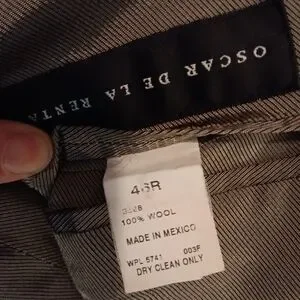 OSCAR DE LA RENTA
46R
100% WOOL
MADE IN MEXICO
WPL 5741 003F
DRY CLEAN ONLY